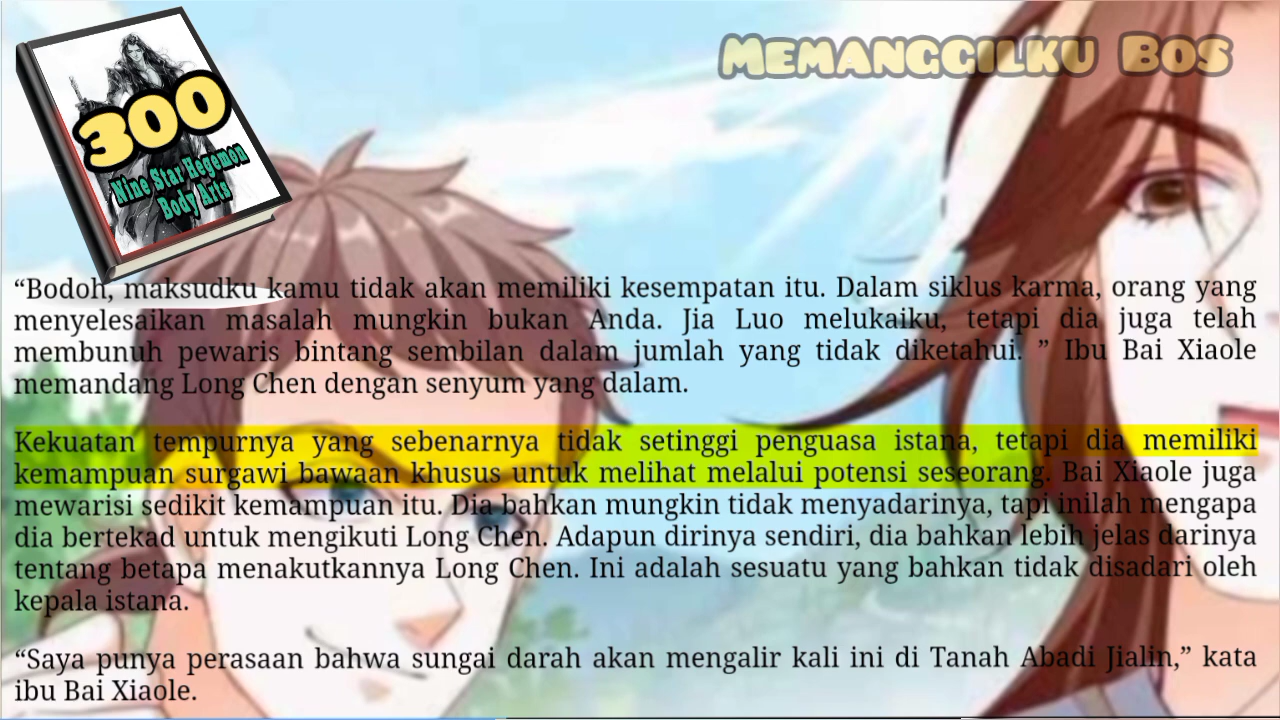 Memanggilku Bos
300
Nine Star Hegemon
Body Arts
“Bodoh, maksudku kamu tidak akan memiliki kesempatan itu. Dalam siklus karma, orang yang
menyelesaikan masalah mungkin bukan Anda. Jia Luo melukaiku, tetapi dia juga telah
membunuh pewaris bintang sembilan dalam jumlah yang tidak diketahui. ” Ibu Bai Xiaole
memandang Long Chen dengan senyum yang dalam.
Kekuatan tempurnya yang sebenarnya tidak setinggi penguasa istana, tetapi dia memiliki
kemampuan surgawi bawaan khusus untuk melihat melalui potensi seseorang. Bai Xiaole juga
mewarisi sedikit kemampuan itu. Dia bahkan mungkin tidak menyadarinya, tapi inilah mengapa
dia bertekad untuk mengikuti Long Chen. Adapun dirinya sendiri, dia bahkan lebih jelas darinya
tentang betapa menakutkannya Long Chen. Ini adalah sesuatu yang bahkan tidak disadari oleh
kepala istana.
“Saya punya perasaan bahwa sungai darah akan mengalir kali ini di Tanah Abadi Jialin,” kata
ibu Bai Xiaole.